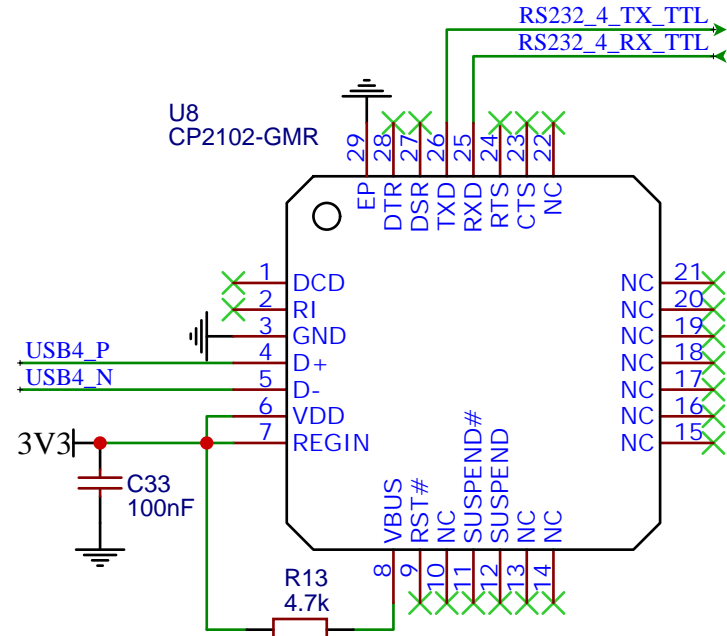 RS232_4_TX_TTL
RS232_4_RX_TTL
U8
CP2102-GMR
29 28 27 26 25 24 23 22
EP DTR DSR TXD RXD RTS CTS NC
1 DCD
2 RI
3 GND
USB4_P 4 D+
USB4_N 5 D-
6 VDD
3V3 7 REGIN
NC 21
NC 20
NC 19
NC 18
NC 17
NC 16
NC 15
C33
100nF
VBUS RST# NC SUSPEND# SUSPEND NC NC
8 9 10 11 12 13 14
R13
4.7k